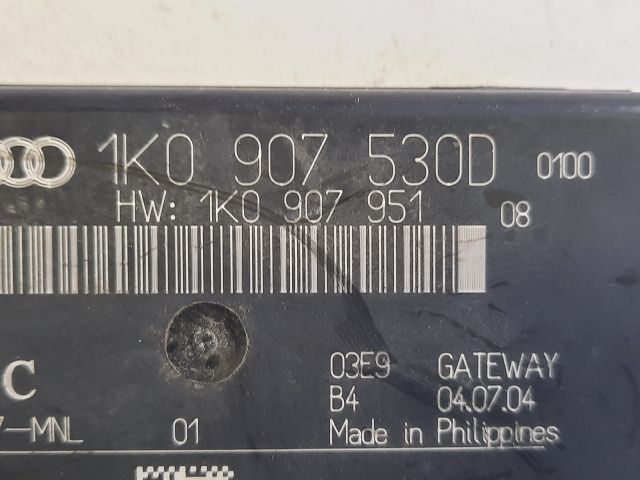 1K0 907 530D 0100
HW: 1K0 907 951 08
C
03E9 GATEWAY
B4 04.07.04
7-MNL 01 Made in Philippines